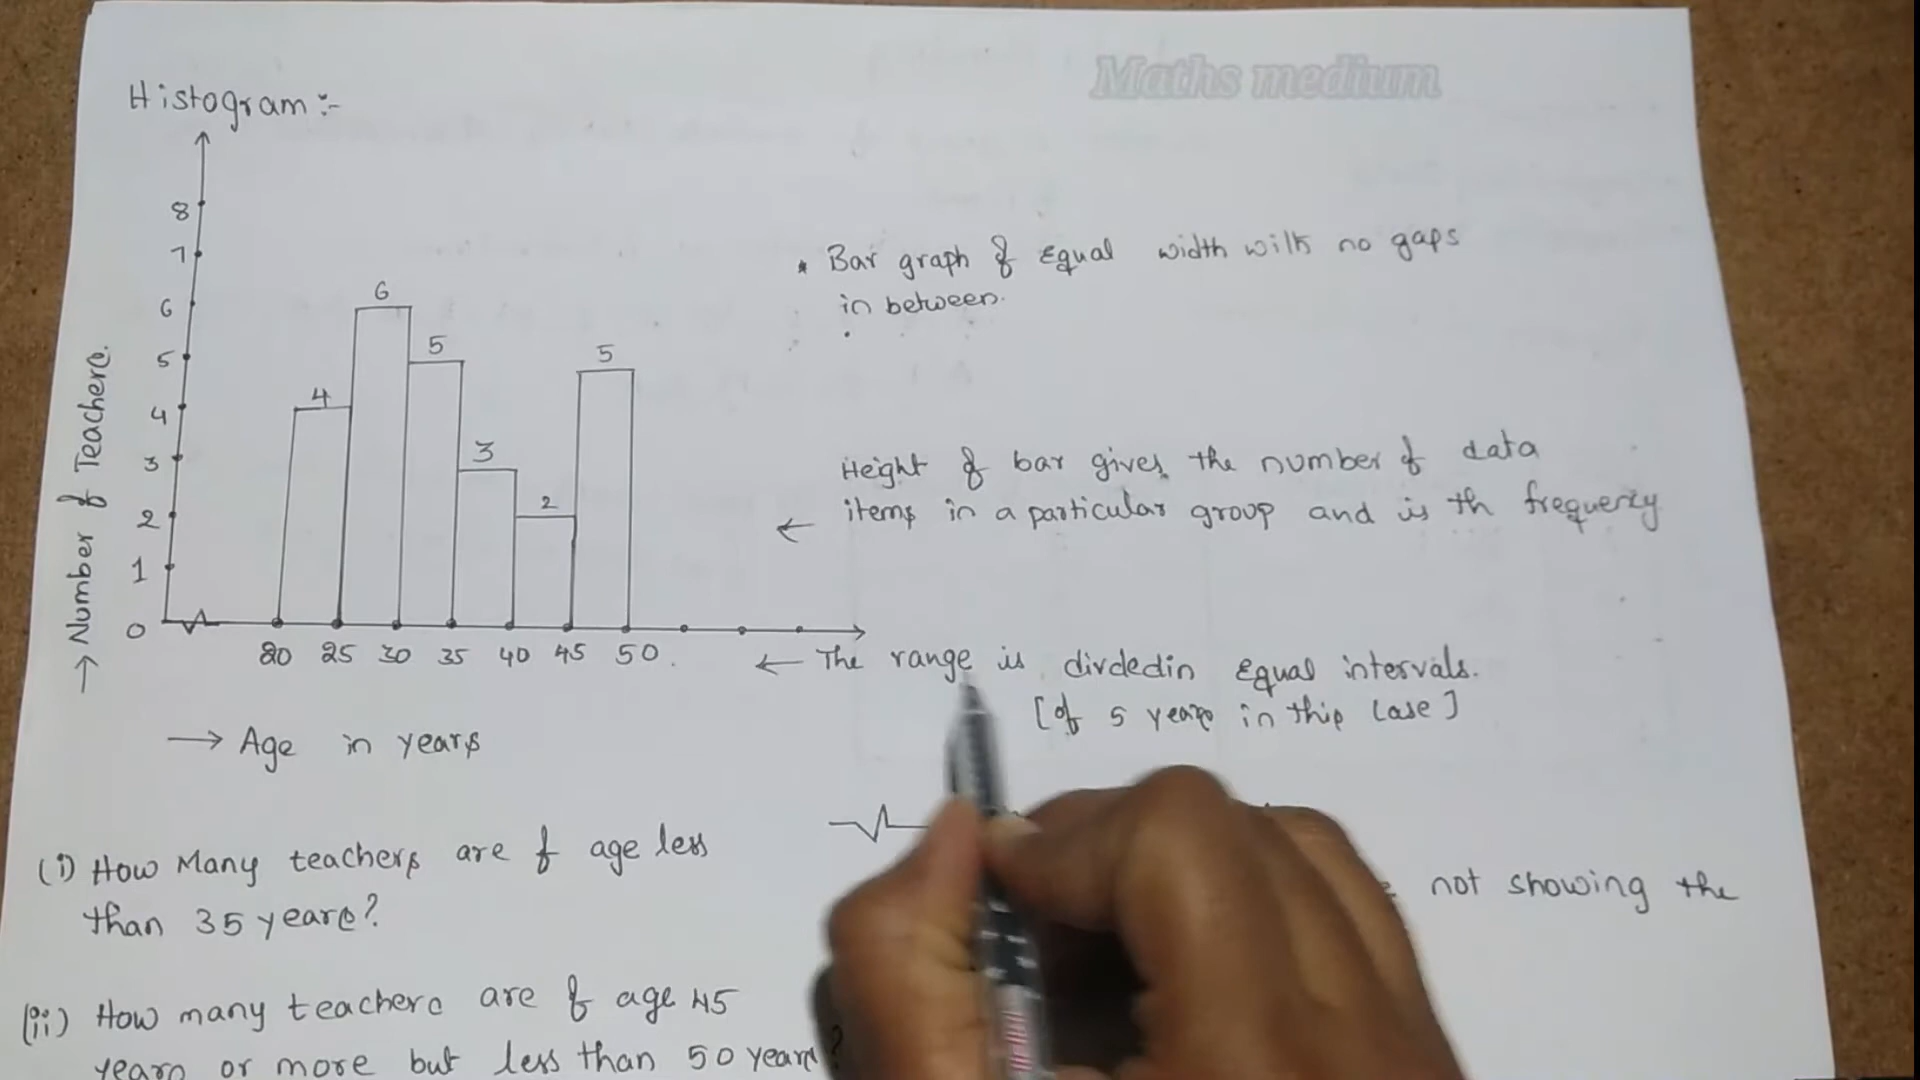 Maths medium
Histogram :-
8
7
6
5
4
3
2
1
0
→ Number of Teachers.
4
6
5
3
2
5
20 25 30 35 40 45 50.
→ Age in years
* Bar graph of Equal width with no gaps
in between.
Height of bar gives the number of data
← items in a particular group and is th frequency
← The range is divdedin Equal intervals.
[of 5 years in this Case]
not showing the
(i) How Many teachers are of age less
than 35 years?
(ii) How many teachers are of age 45
years or more but less than 50 years?